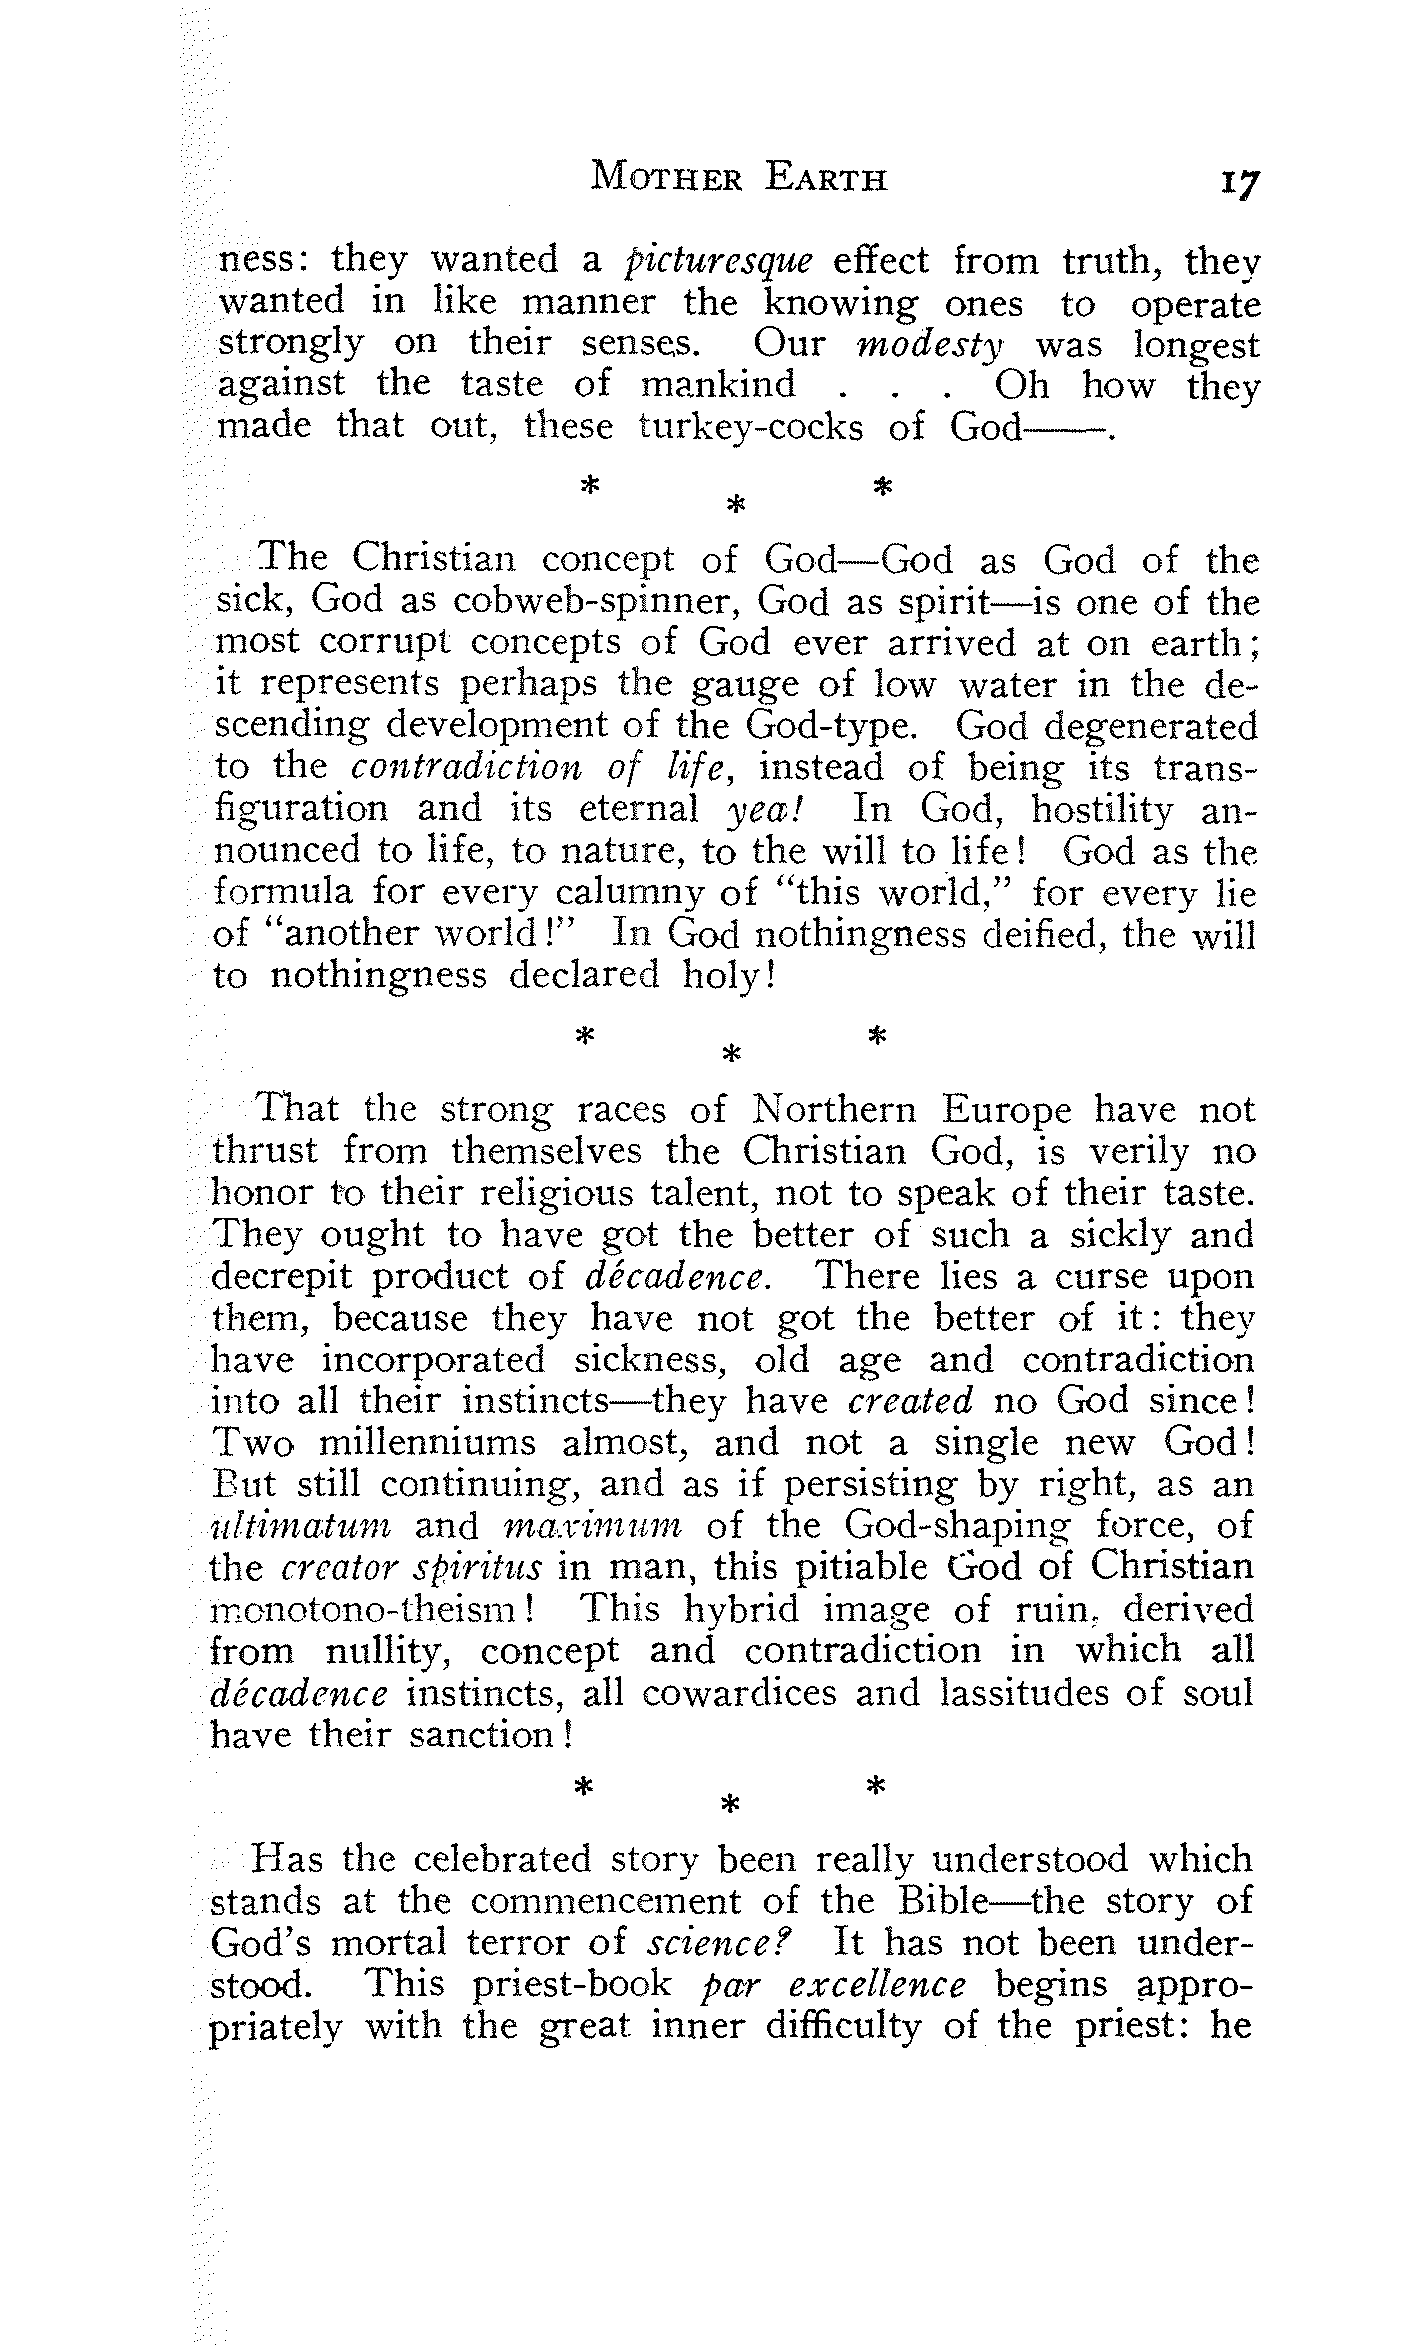 MOTHER EARTH 17
ness: they wanted a picturesque effect from truth, they
wanted in like manner the knowing ones to operate
strongly on their senses. Our modesty was longest
against the taste of mankind . . . Oh how they
made that out, these turkey-cocks of God——.
* * *
The Christian concept of God—God as God of the
sick, God as cobweb-spinner, God as spirit—is one of the
most corrupt concepts of God ever arrived at on earth;
it represents perhaps the gauge of low water in the de-
scending development of the God-type. God degenerated
to the contradiction of life, instead of being its trans-
figuration and its eternal yea! In God, hostility an-
nounced to life, to nature, to the will to life! God as the
formula for every calumny of "this world," for every lie
of "another world!" In God nothingness deified, the will
to nothingness declared holy!
* * *
That the strong races of Northern Europe have not
thrust from themselves the Christian God, is verily no
honor to their religious talent, not to speak of their taste.
They ought to have got the better of such a sickly and
decrepit product of décadence. There lies a curse upon
them, because they have not got the better of it: they
have incorporated sickness, old age and contradiction
into all their instincts—they have created no God since!
Two millenniums almost, and not a single new God!
But still continuing, and as if persisting by right, as an
ultimatum and maximum of the God-shaping force, of
the creator spiritus in man, this pitiable God of Christian
monotono-theism! This hybrid image of ruin, derived
from nullity, concept and contradiction in which all
décadence instincts, all cowardices and lassitudes of soul
have their sanction!
* * *
Has the celebrated story been really understood which
stands at the commencement of the Bible—the story of
God's mortal terror of science? It has not been under-
stood. This priest-book par excellence begins appro-
priately with the great inner difficulty of the priest: he